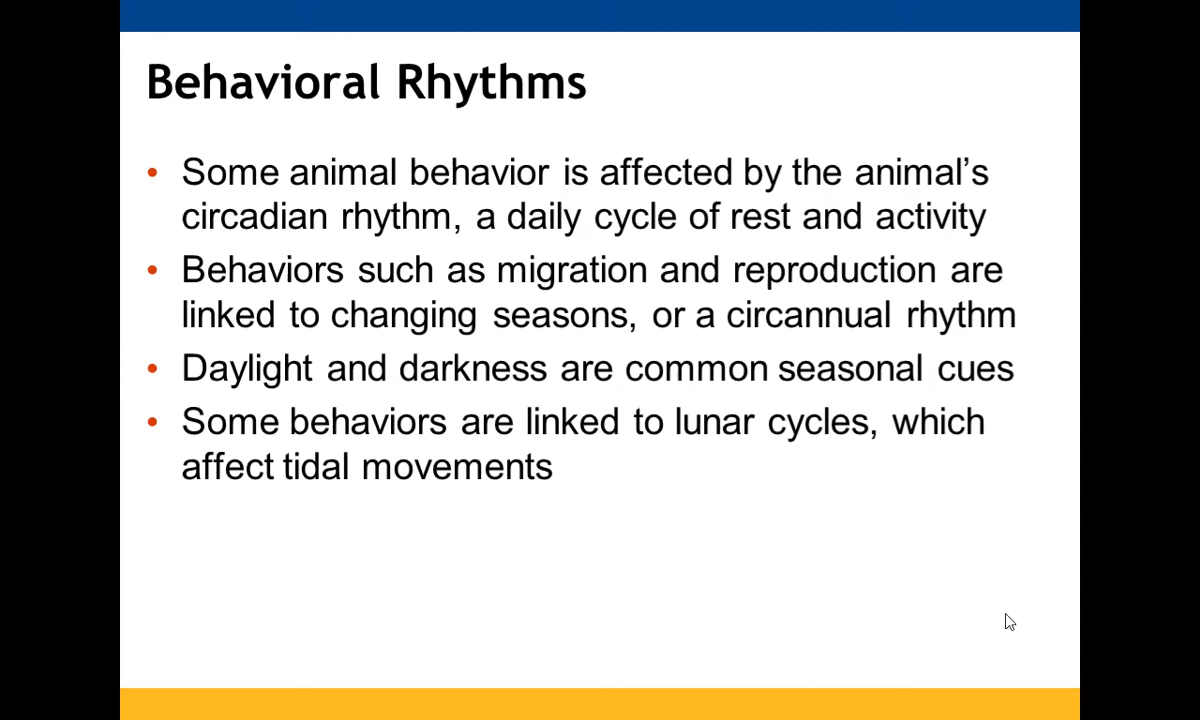 Behavioral Rhythms
• Some animal behavior is affected by the animal’s
circadian rhythm, a daily cycle of rest and activity
• Behaviors such as migration and reproduction are
linked to changing seasons, or a circannual rhythm
• Daylight and darkness are common seasonal cues
• Some behaviors are linked to lunar cycles, which
affect tidal movements